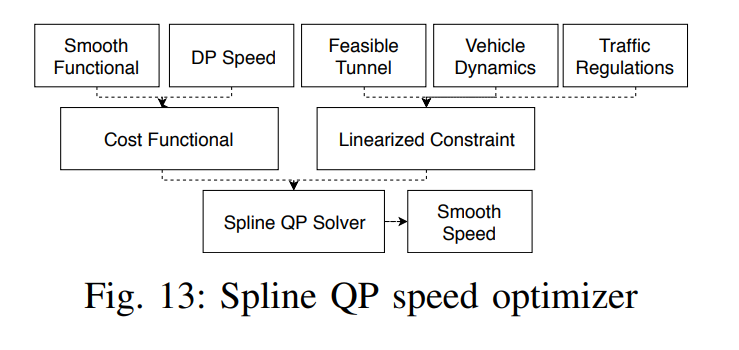 Smooth
Functional
DP Speed
Feasible
Tunnel
Vehicle
Dynamics
Traffic
Regulations
Cost Functional
Linearized Constraint
Spline QP Solver
Smooth
Speed
Fig. 13: Spline QP speed optimizer